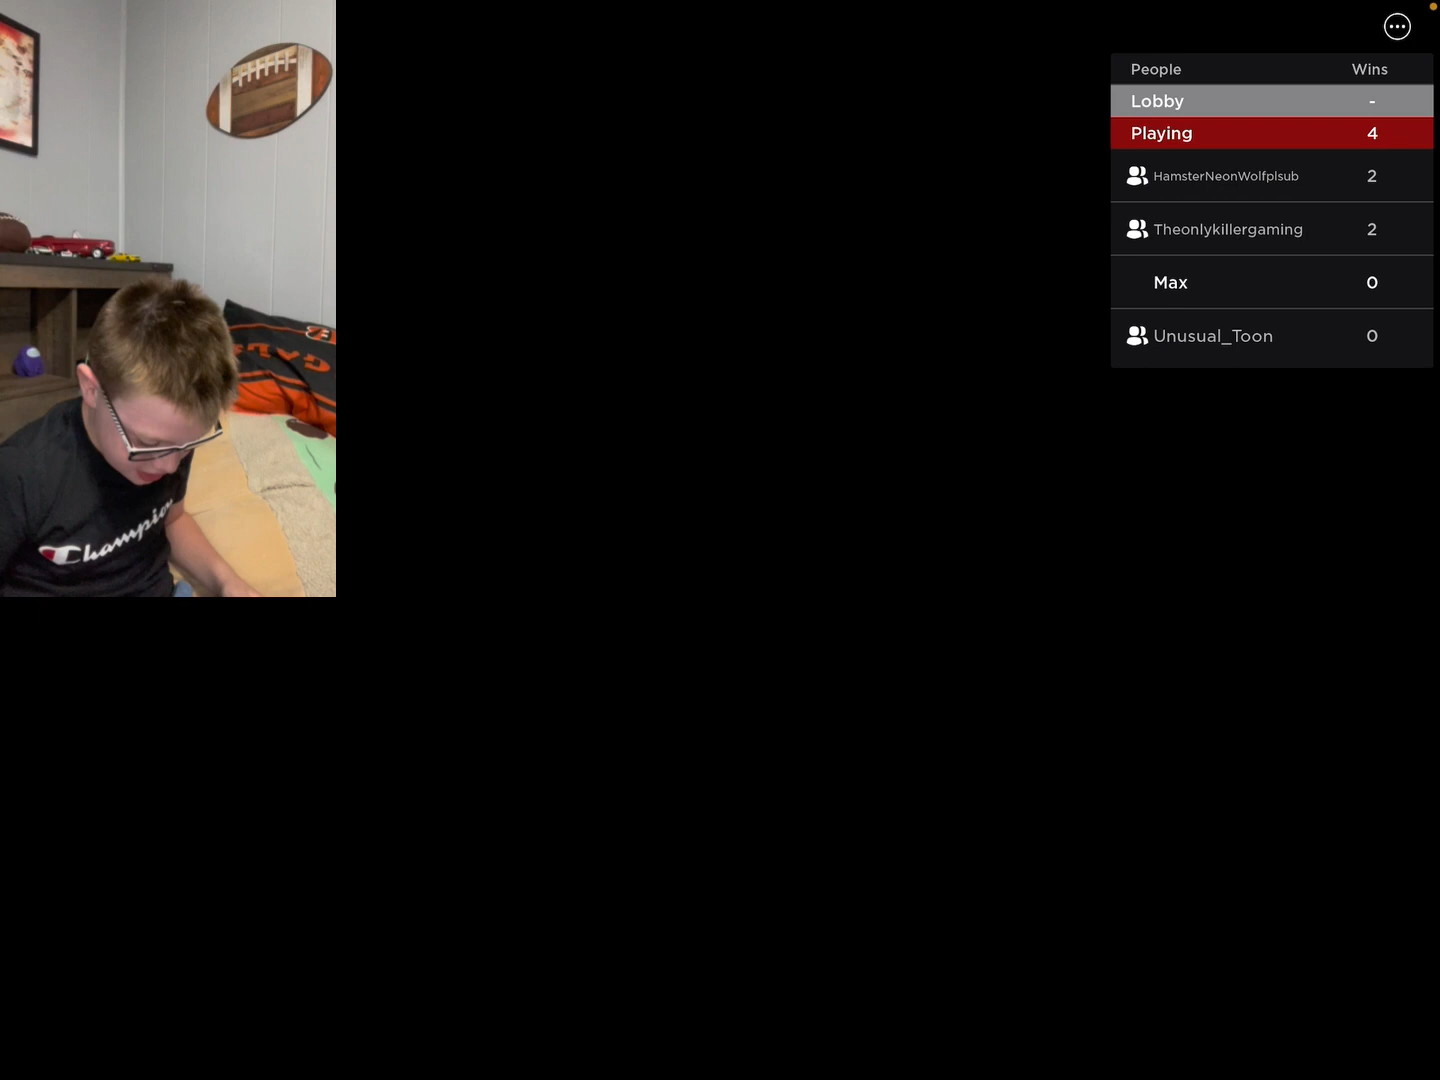 People Wins
Lobby -
Playing 4
HamsterNeonWolfplsub 2
Theonlykillergaming 2
Max 0
Unusual_Toon 0
Champion